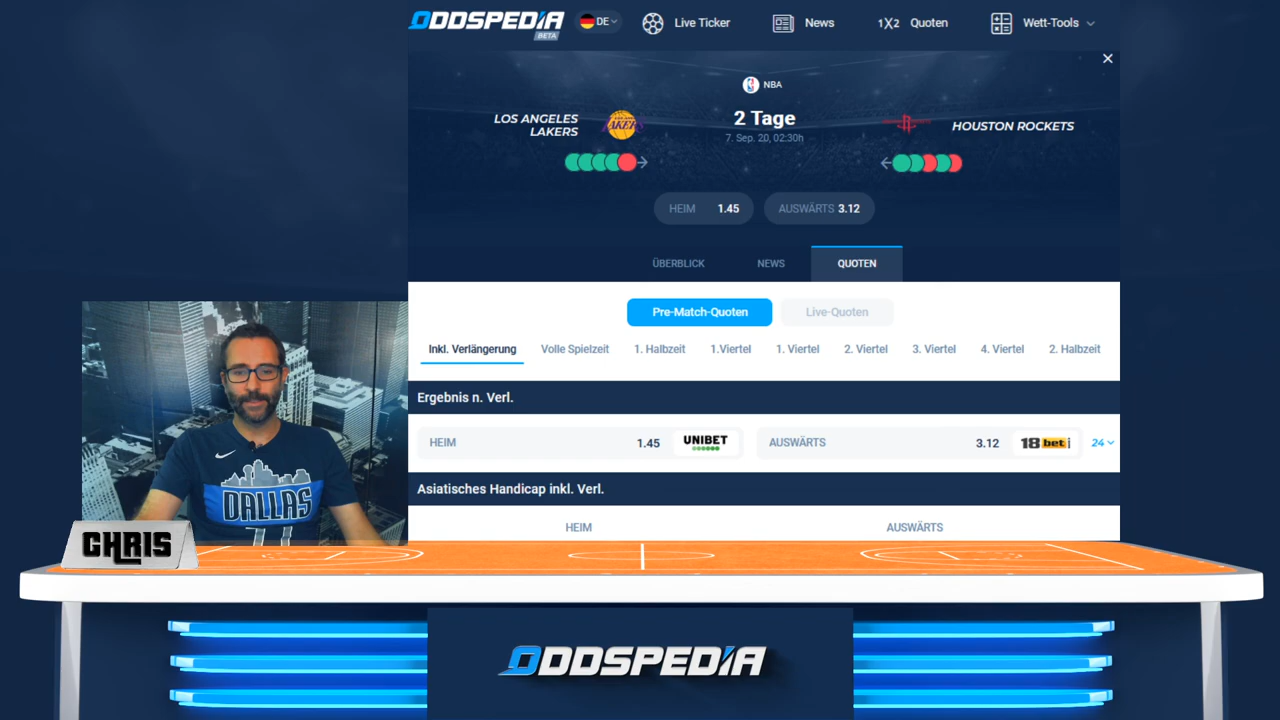 ODDSPEDIA
BETA
DE
Live Ticker
News
1X2 Quoten
Wett-Tools
NBA
LOS ANGELES
LAKERS
2 Tage
7. Sep. 20, 02:30h
HOUSTON ROCKETS
HEIM 1.45
AUSWÄRTS 3.12
ÜBERBLICK
NEWS
QUOTEN
Pre-Match-Quoten
Live-Quoten
Inkl. Verlängerung
Volle Spielzeit
1. Halbzeit
1.Viertel
1. Viertel
2. Viertel
3. Viertel
4. Viertel
2. Halbzeit
Ergebnis n. Verl.
HEIM 1.45 UNIBET
AUSWÄRTS 3.12 18bet
24
Asiatisches Handicap inkl. Verl.
HEIM
AUSWÄRTS
DALLAS
CHRIS
ODDSPEDIA